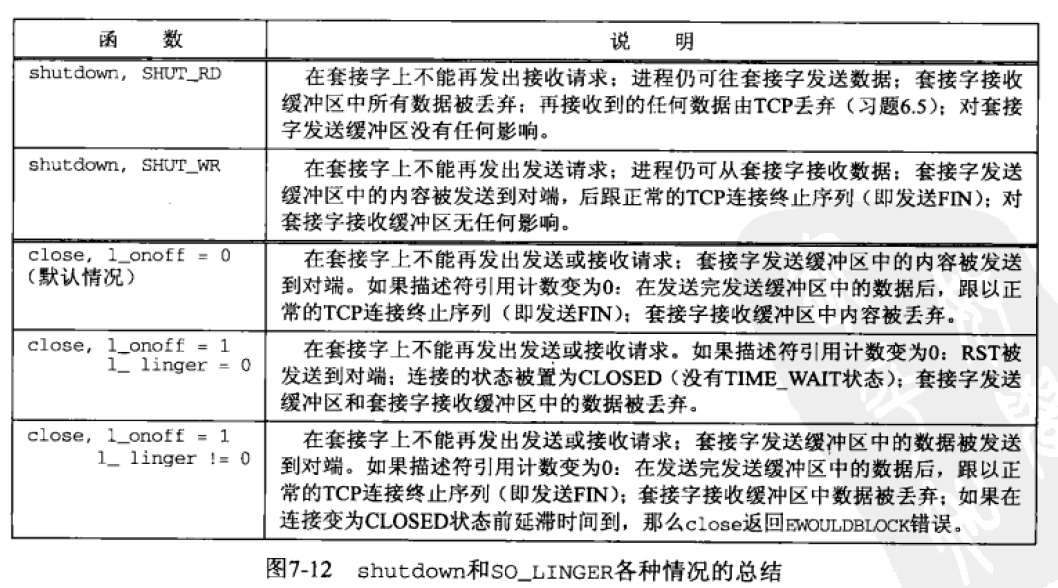 函 数 说 明
shutdown, SHUT_RD 在套接字上不能再发出接收请求；进程仍可往套接字发送数据；套接字接收
缓冲区中所有数据被丢弃；再接收到的任何数据由TCP丢弃（习题6.5）；对套接
字发送缓冲区没有任何影响。
shutdown, SHUT_WR 在套接字上不能再发出发送请求；进程仍可从套接字接收数据；套接字发送
缓冲区中的内容被发送到对端，后跟正常的TCP连接终止序列（即发送FIN）；对
套接字接收缓冲区无任何影响。
close, l_onoff = 0 在套接字上不能再发出发送或接收请求；套接字发送缓冲区中的内容被发送
（默认情况） 到对端。如果描述符引用计数变为0：在发送完发送缓冲区中的数据后，跟以正
常的TCP连接终止序列（即发送FIN）；套接字接收缓冲区中内容被丢弃。
close, l_onoff = 1 在套接字上不能再发出发送或接收请求。如果描述符引用计数变为0：RST被
l_ linger = 0 发送到对端；连接的状态被置为CLOSED（没有TIME_WAIT状态）；套接字发送
缓冲区和套接字接收缓冲区中的数据被丢弃。
close, l_onoff = 1 在套接字上不能再发出发送或接收请求；套接字发送缓冲区中的数据被发送
l_ linger != 0 到对端。如果描述符引用计数变为0：在发送完发送缓冲区中的数据后，跟以正
常的TCP连接终止序列（即发送FIN）；套接字接收缓冲区中数据被丢弃；如果在
连接变为CLOSED状态前延滞时间到，那么close返回EWOULDBLOCK错误。
图7-12 shutdown和SO_LINGER各种情况的总结